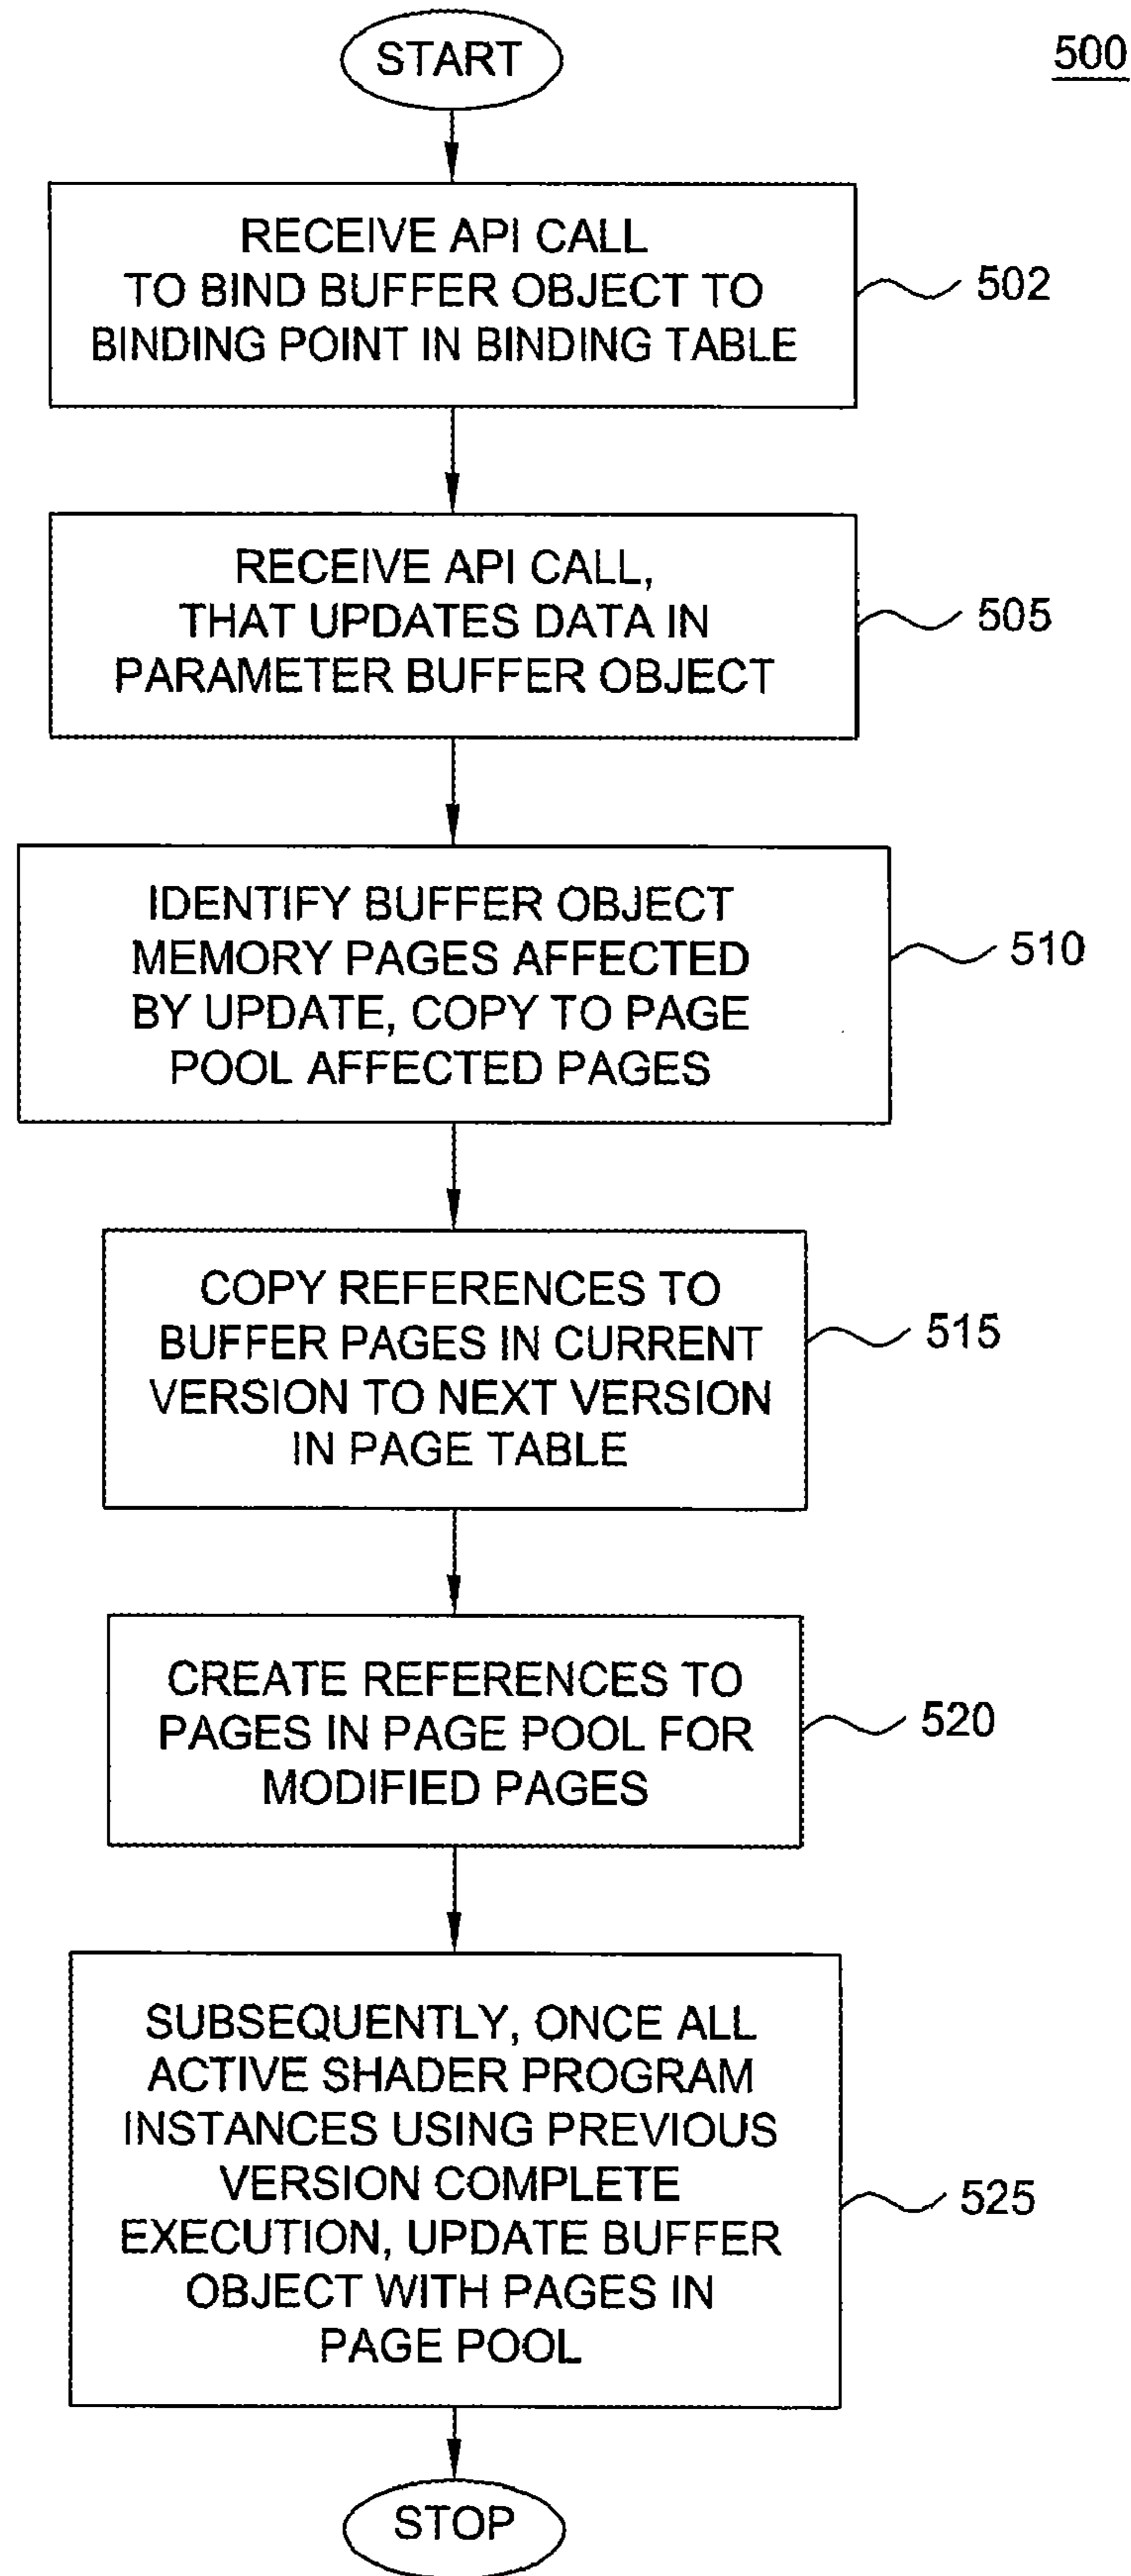 START
500
RECEIVE API CALL
TO BIND BUFFER OBJECT TO
BINDING POINT IN BINDING TABLE
502
RECEIVE API CALL,
THAT UPDATES DATA IN
PARAMETER BUFFER OBJECT
505
IDENTIFY BUFFER OBJECT
MEMORY PAGES AFFECTED
BY UPDATE, COPY TO PAGE
POOL AFFECTED PAGES
510
COPY REFERENCES TO
BUFFER PAGES IN CURRENT
VERSION TO NEXT VERSION
IN PAGE TABLE
515
CREATE REFERENCES TO
PAGES IN PAGE POOL FOR
MODIFIED PAGES
520
SUBSEQUENTLY, ONCE ALL
ACTIVE SHADER PROGRAM
INSTANCES USING PREVIOUS
VERSION COMPLETE
EXECUTION, UPDATE BUFFER
OBJECT WITH PAGES IN
PAGE POOL
525
STOP